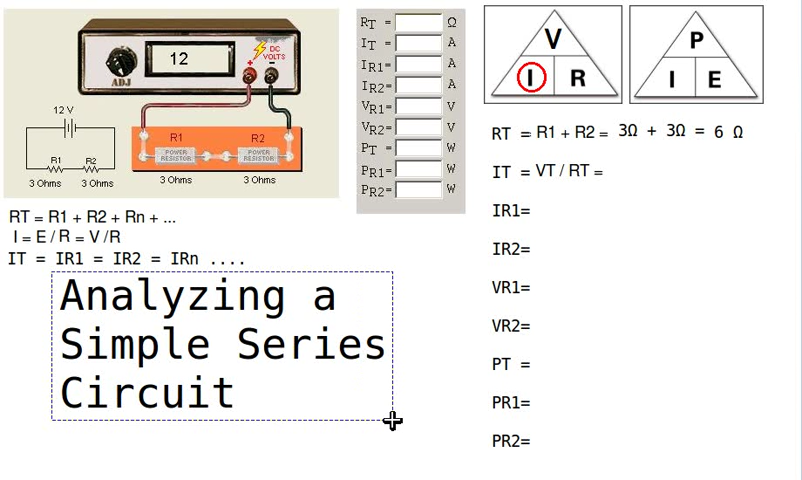 12
DC
VOLTS
+ -
ADJ
12 V
R1 R2
3 Ohms 3 Ohms
R1 R2
POWER
RESISTOR
POWER
RESISTOR
3 Ohms 3 Ohms
RT = R1 + R2 + Rn + ...
I = E / R = V /R
IT = IR1 = IR2 = IRn ....
Analyzing a
Simple Series
Circuit
RT = Ω
IT = A
IR1= A
IR2= A
VR1= V
VR2= V
PT = W
PR1= W
PR2= W
V
I R
P
I E
RT = R1 + R2 = 3Ω + 3Ω = 6 Ω
IT = VT / RT =
IR1=
IR2=
VR1=
VR2=
PT =
PR1=
PR2=